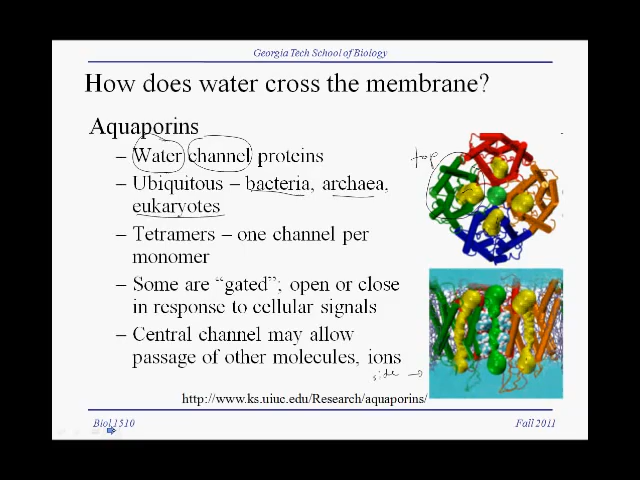 Georgia Tech School of Biology
How does water cross the membrane?
Aquaporins
– Water channel proteins
top
– Ubiquitous – bacteria, archaea,
eukaryotes
– Tetramers – one channel per
monomer
– Some are “gated”; open or close
in response to cellular signals
– Central channel may allow
passage of other molecules, ions
side →
http://www.ks.uiuc.edu/Research/aquaporins/
Biol 1510
Fall 2011